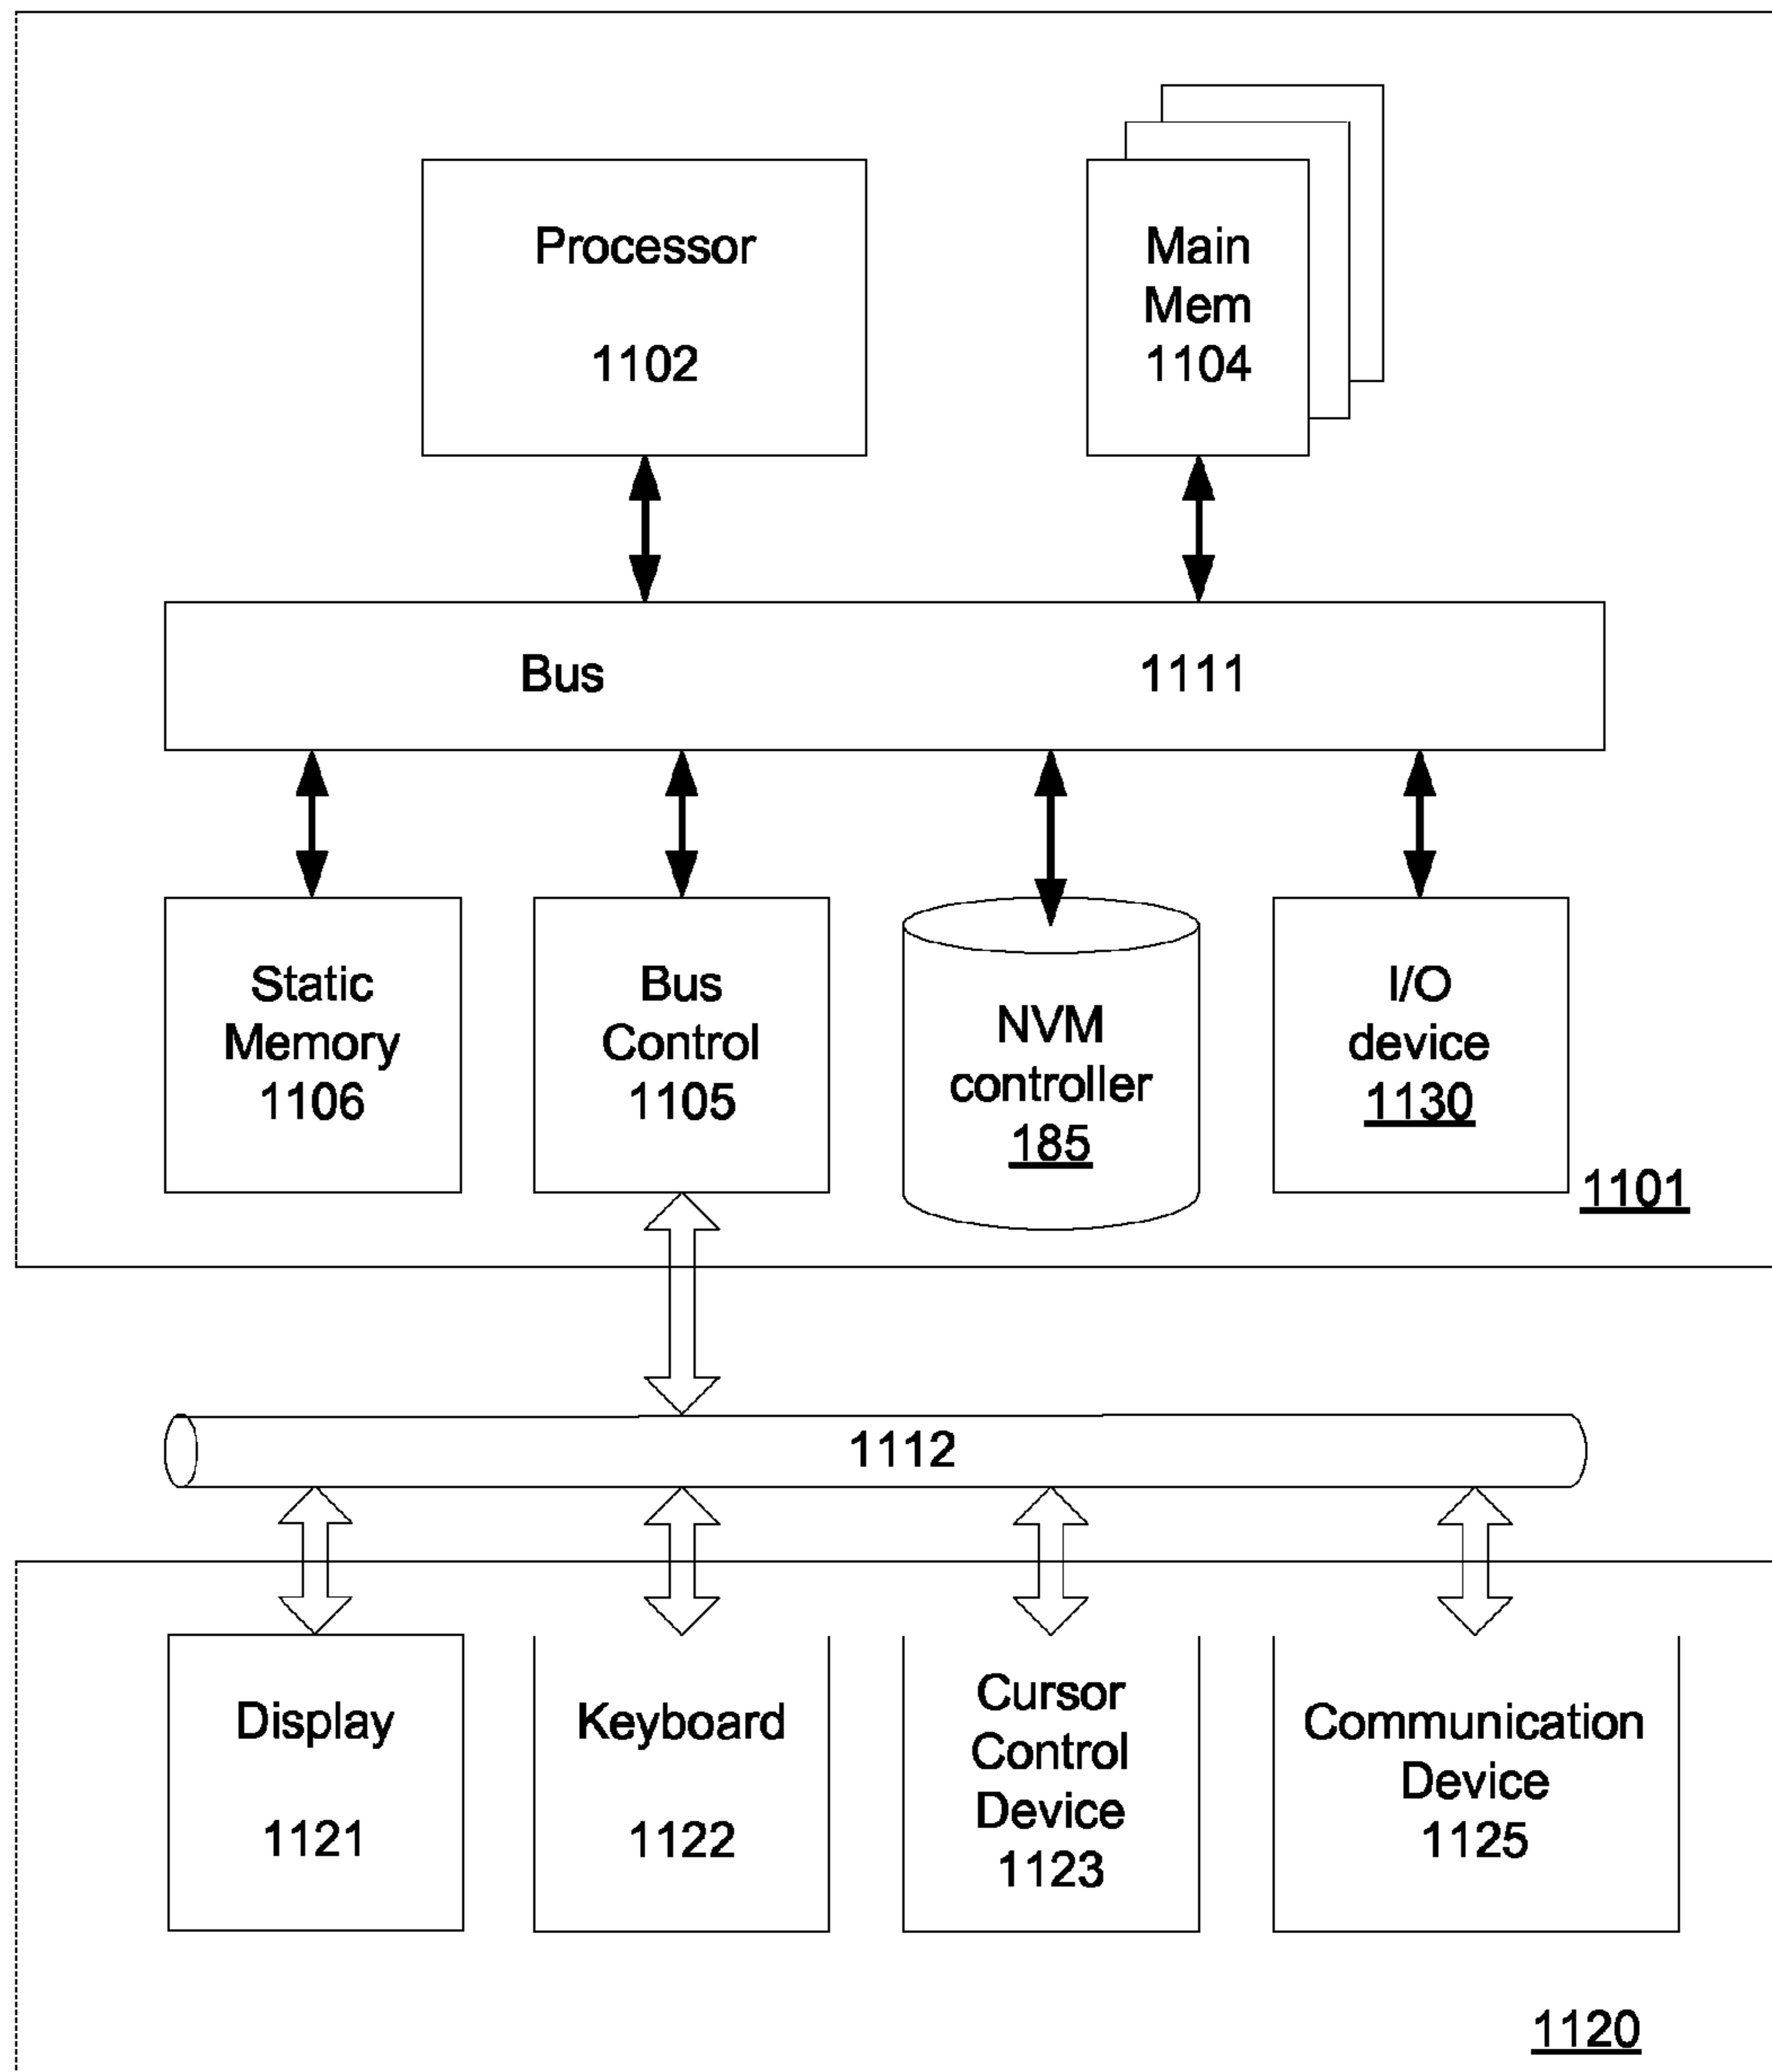 Processor
1102
Main
Mem
1104
Bus 1111
Static
Memory
1106
Bus
Control
1105
NVM
controller
185
I/O
device
1130
1101
1112
Display
1121
Keyboard
1122
Cursor
Control
Device
1123
Communication
Device
1125
1120